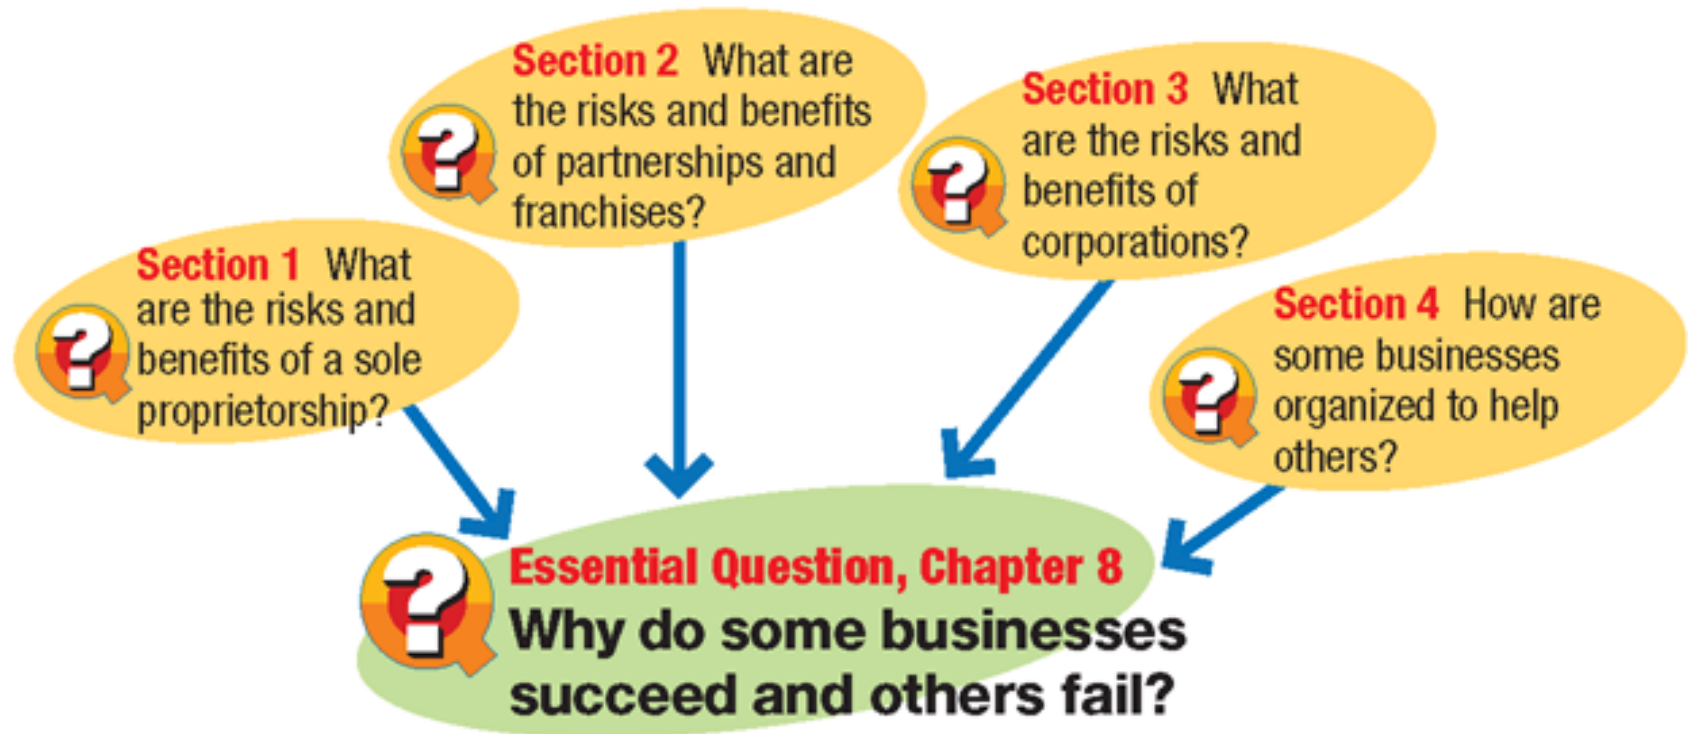 Section 1 What
are the risks and
benefits of a sole
proprietorship?
Section 2 What are
the risks and benefits
of partnerships and
franchises?
Section 3 What
are the risks and
benefits of
corporations?
Section 4 How are
some businesses
organized to help
others?
Essential Question, Chapter 8
Why do some businesses
succeed and others fail?